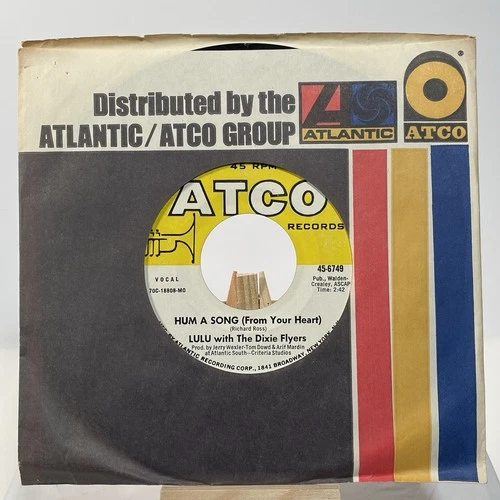 Distributed by the
ATLANTIC/ATCO GROUP
ATLANTIC
®
ATCO
45 RPM
ATCO
RECORDS
VOCAL
70C-18808-MO
45-6749
Pub., Walden-
Crealey, ASCAP
Time: 2:42
HUM A SONG (From Your Heart)
(Richard Ross)
LULU with The Dixie Flyers
Prod. by Jerry Wexler-Tom Dowd & Arif Mardin
at Atlantic South-Criteria Studios
ATLANTIC RECORDING CORP., 1841 BROADWAY, NEW